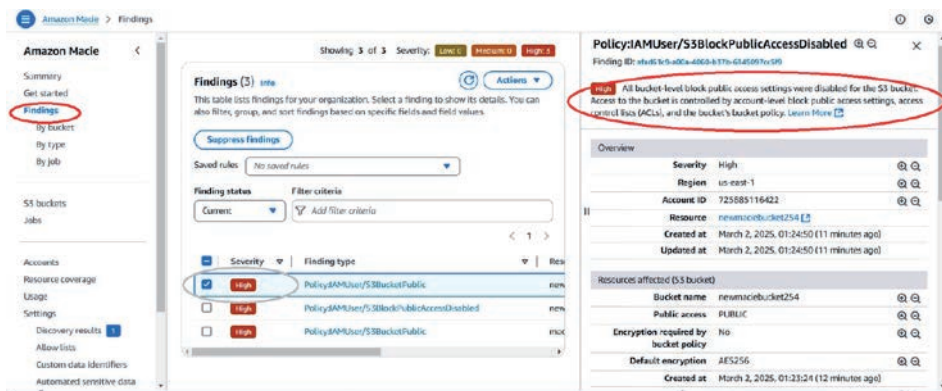 Amazon Macie > Findings
Amazon Macie
Summary
Get started
Findings
By bucket
By type
By job
S3 buckets
Jobs
Accounts
Resource coverage
Usage
Settings
Discovery results 1
Allow lists
Custom data identifiers
Automated sensitive data
Showing 3 of 3 Severity: Low: 0 Medium: 0 High: 3
Findings (3) Info
Actions
This table lists findings for your organization. Select a finding to show its details. You can
also filter, group, and sort findings based on specific fields and field values.
Suppress findings
Saved rules No saved rules
Finding status Filter criteria
Current Add filter criteria
< 1 >
Severity Finding type
High Policy:IAMUser/S3BucketPublic
High Policy:IAMUser/S3BlockPublicAccessDisabled
High Policy:IAMUser/S3BucketPublic
Policy:IAMUser/S3BlockPublicAccessDisabled
Finding ID:
High All bucket-level block public access settings were disabled for the S3 bucket.
Access to the bucket is controlled by account-level block public access settings, access
control lists (ACLs), and the bucket's bucket policy. Learn More
Overview
Severity High
Region us-east-1
Account ID 725885116422
Resource newmaciebucket254
Created at March 2, 2025, 01:24:50 (11 minutes ago)
Updated at March 2, 2025, 01:24:50 (11 minutes ago)
Resources affected (S3 bucket)
Bucket name newmaciebucket254
Public access PUBLIC
Encryption required by No
bucket policy
Default encryption AES256
Created at March 2, 2025, 01:23:24 (12 minutes ago)